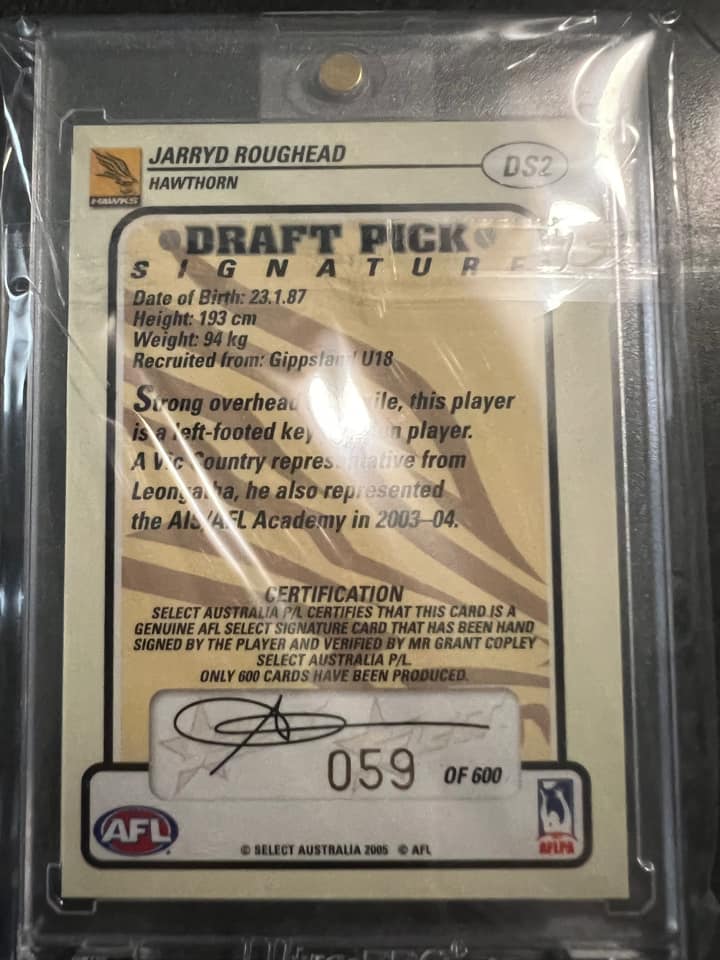 JARRYD ROUGHEAD
DS2
HAWTHORN
HAWKS
DRAFT PICK
SIGNATURE
Date of Birth: 23.1.87
Height: 193 cm
Weight: 94 kg
Recruited from: Gippsland U18
Strong overhead this player
is a left-footed key player.
A Vic Country representative from
Leongatha, he also represented
the AIS/AFL Academy in 2003–04.
CERTIFICATION
SELECT AUSTRALIA P/L CERTIFIES THAT THIS CARD IS A
GENUINE AFL SELECT SIGNATURE CARD THAT HAS BEEN HAND
SIGNED BY THE PLAYER AND VERIFIED BY MR GRANT COPLEY
SELECT AUSTRALIA P/L.
ONLY 600 CARDS HAVE BEEN PRODUCED.
059 OF 600
AFL
AFLPA
© SELECT AUSTRALIA 2005 © AFL